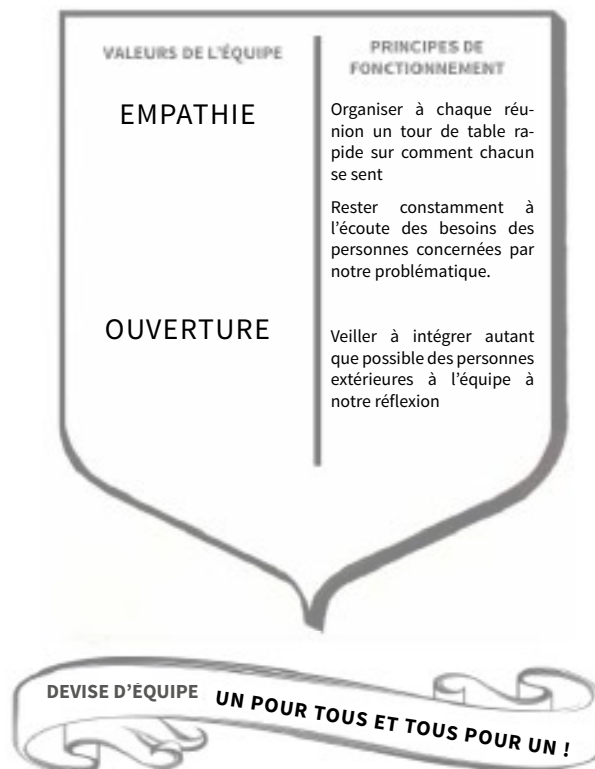 VALEURS DE L'ÉQUIPE
PRINCIPES DE
FONCTIONNEMENT
EMPATHIE
Organiser à chaque réu-
nion un tour de table ra-
pide sur comment chacun
se sent
Rester constamment à
l'écoute des besoins des
personnes concernées par
notre problématique.
OUVERTURE
Veiller à intégrer autant
que possible des personnes
extérieures à l'équipe à
notre réflexion
DEVISE D'ÉQUIPE
UN POUR TOUS ET TOUS POUR UN !